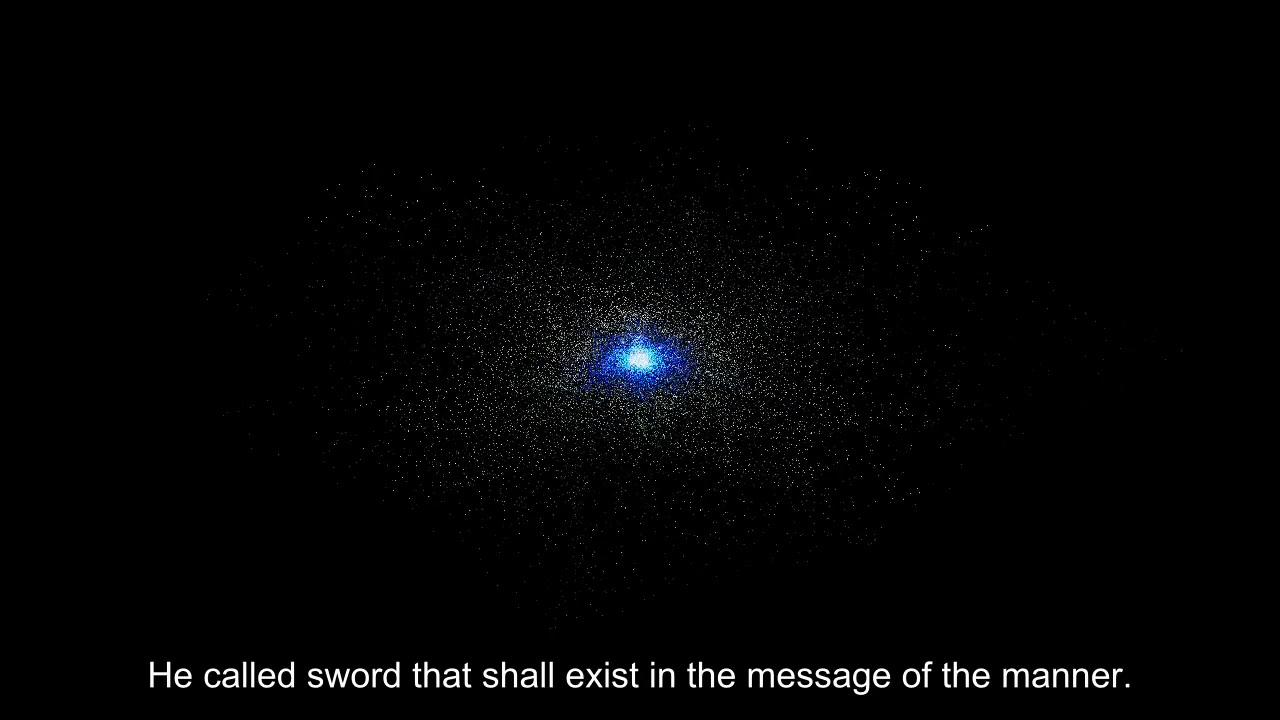 He called sword that shall exist in the message of the manner.